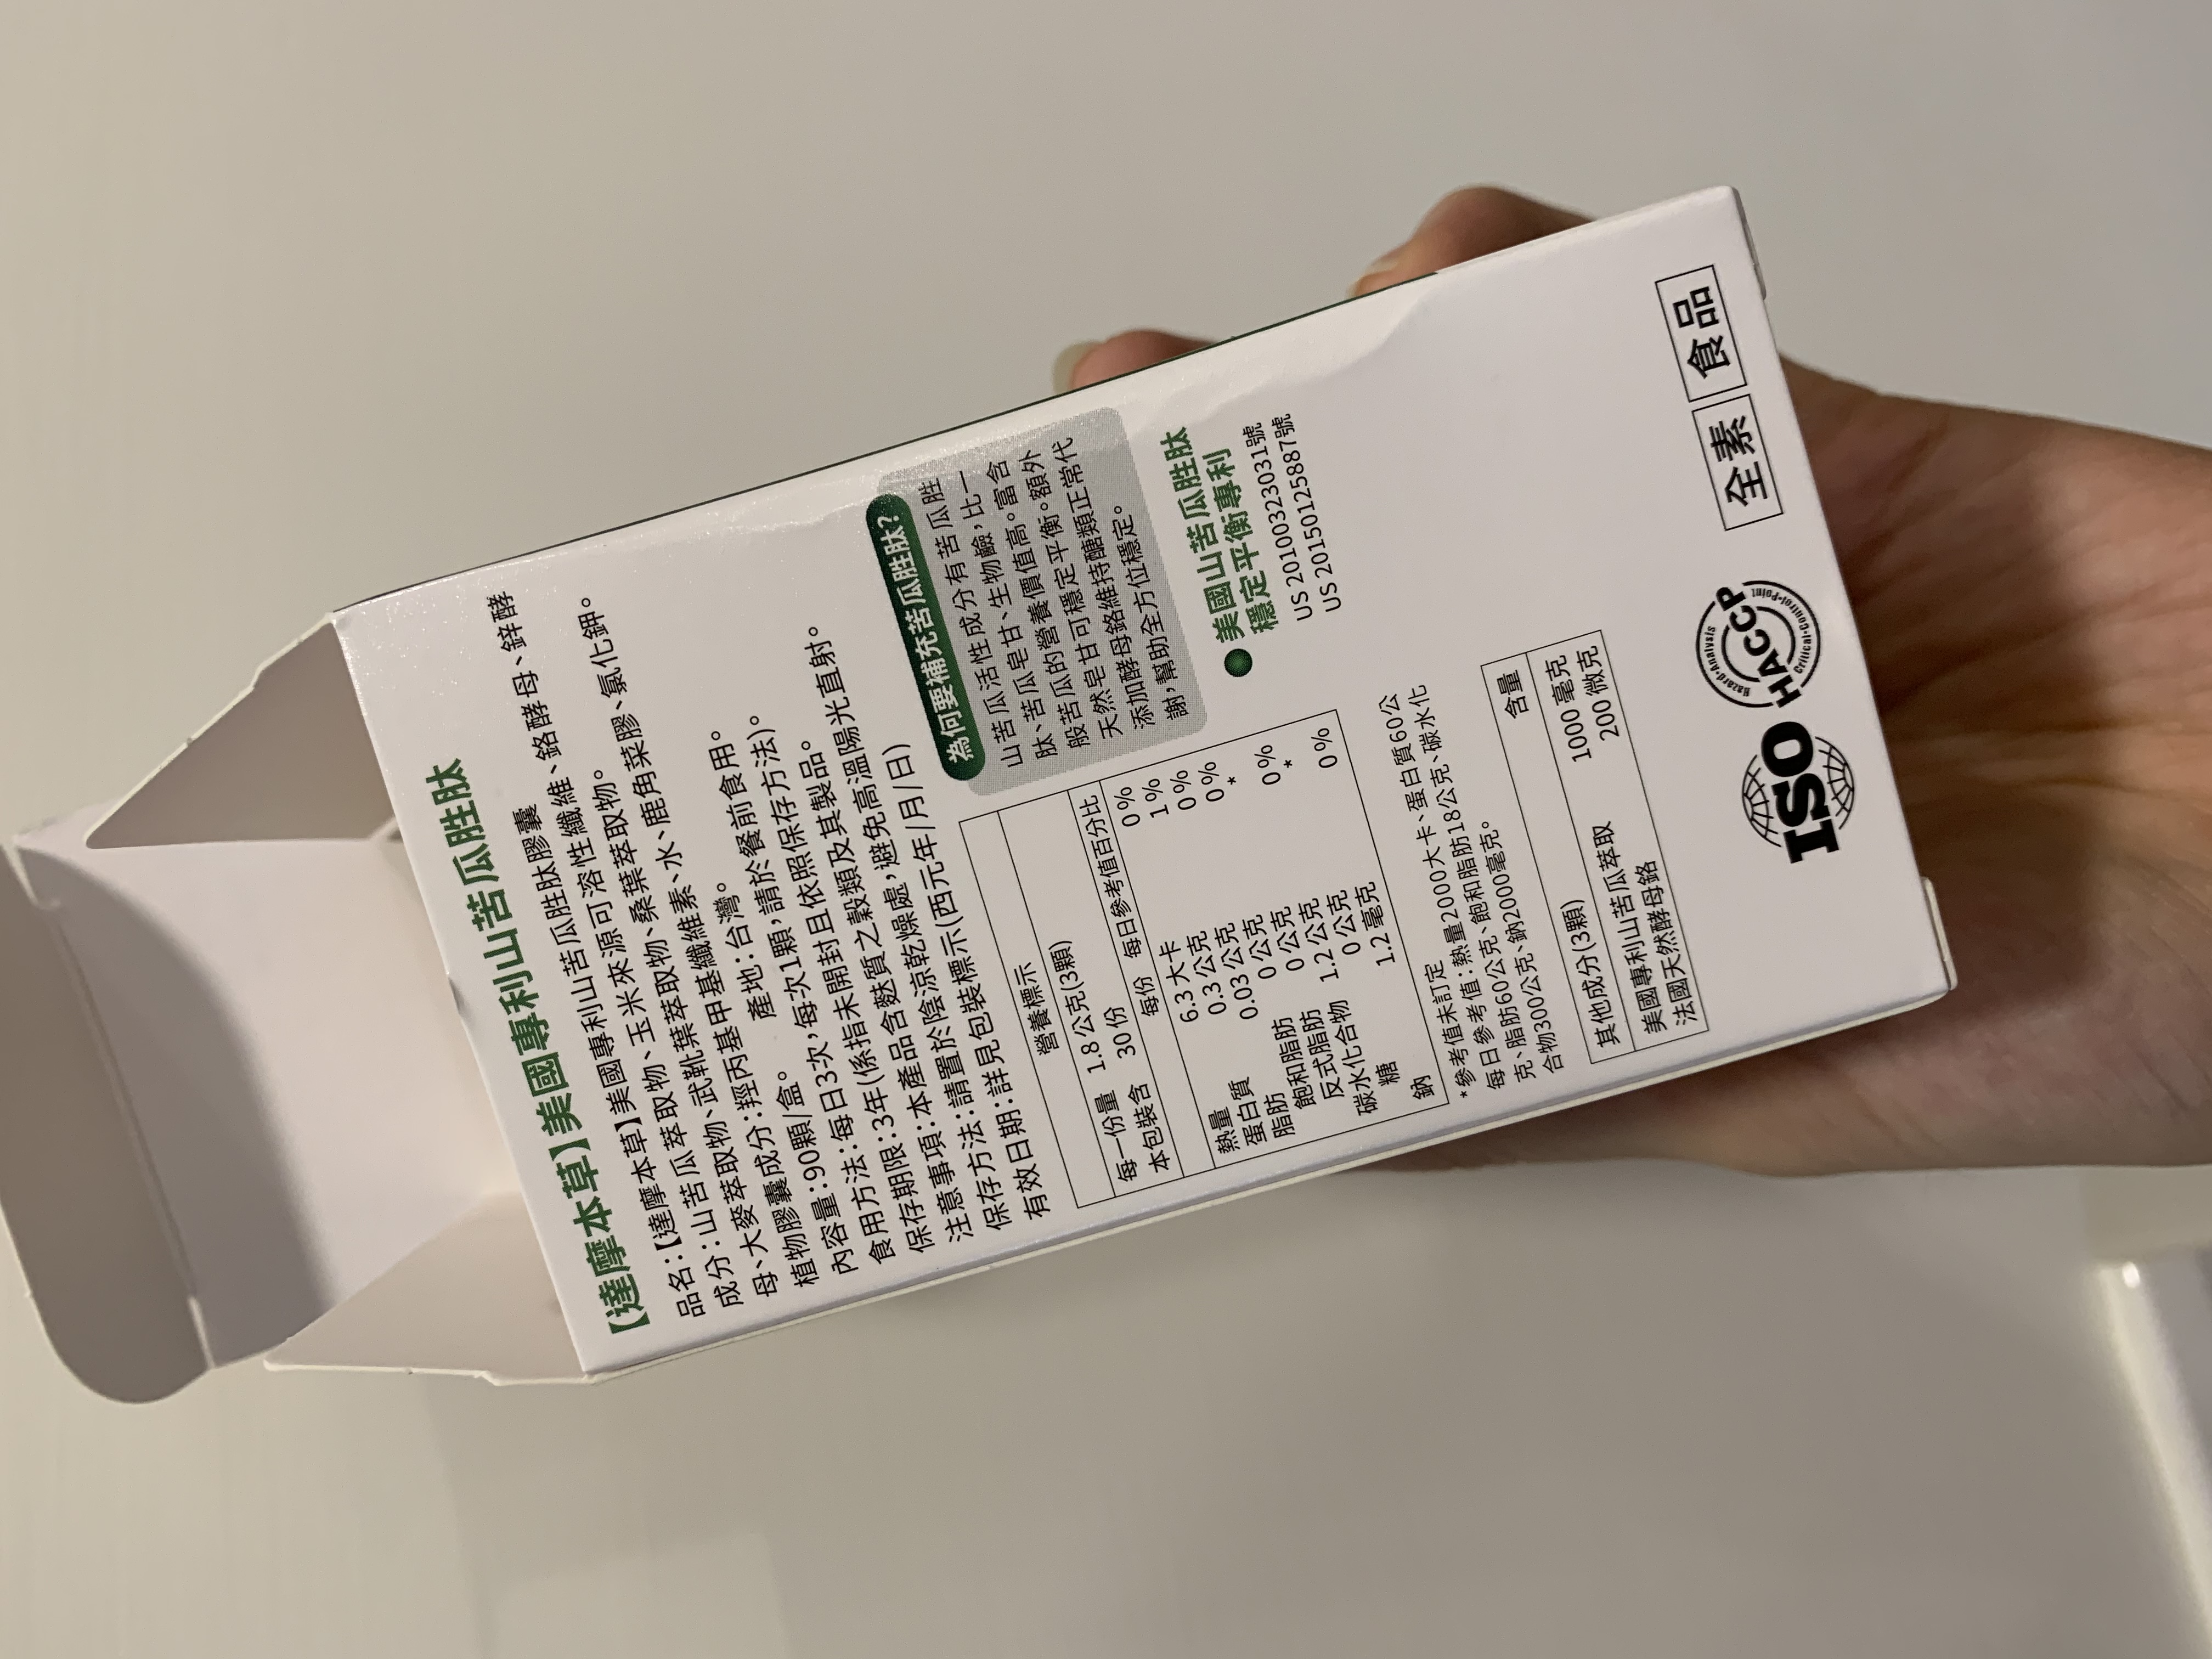 【達摩本草】美國專利山苦瓜胜肽
品名：【達摩本草】美國專利山苦瓜胜肽膠囊
成分：山苦瓜萃取物、玉米來源可溶性纖維、鉻酵母、鋅酵
母、大麥萃取物、武靴葉萃取物、桑葉萃取物。
植物膠囊成分：羥丙基甲基纖維素、水、鹿角菜膠、氯化鉀。
內容量：90顆/盒。 產地：台灣。
食用方法：每日3次，每次1顆，請於餐前食用。
保存期限：3年(係指未開封且依照保存方法)。
注意事項：本產品含麩質之穀類及其製品。
保存方法：請置於陰涼乾燥處，避免高溫陽光直射。
有效日期：詳見包裝標示(西元年/月/日)
營養標示
每一份量 1.8公克(3顆)
本包裝含 30份
每份 每日參考值百分比
熱量 6.3大卡 0%
蛋白質 0.3公克 1%
脂肪 0.03公克 0%
飽和脂肪 0公克 0%
反式脂肪 0公克 *
碳水化合物 1.2公克 0%
糖 0公克 *
鈉 1.2毫克 0%
*參考值未訂定
每日參考值：熱量2000大卡、蛋白質60公
克、脂肪60公克、飽和脂肪18公克、碳水化
合物300公克、鈉2000毫克。
其他成分(3顆) 含量
美國專利山苦瓜萃取 1000毫克
法國天然酵母鉻 200微克
為何要補充苦瓜胜肽?
山苦瓜活性成分有苦瓜胜
肽、苦瓜皂甘、生物鹼，比一
般苦瓜的營養價值高。富含
天然皂甘可穩定平衡。額外
添加酵母鉻維持醣類正常代
謝，幫助全方位穩定。
美國山苦瓜胜肽
穩定平衡專利
US 20100323031號
US 20150125887號
ISO
HACCP
Hazard-Analysis
Critical-Control-Point
全素 食品